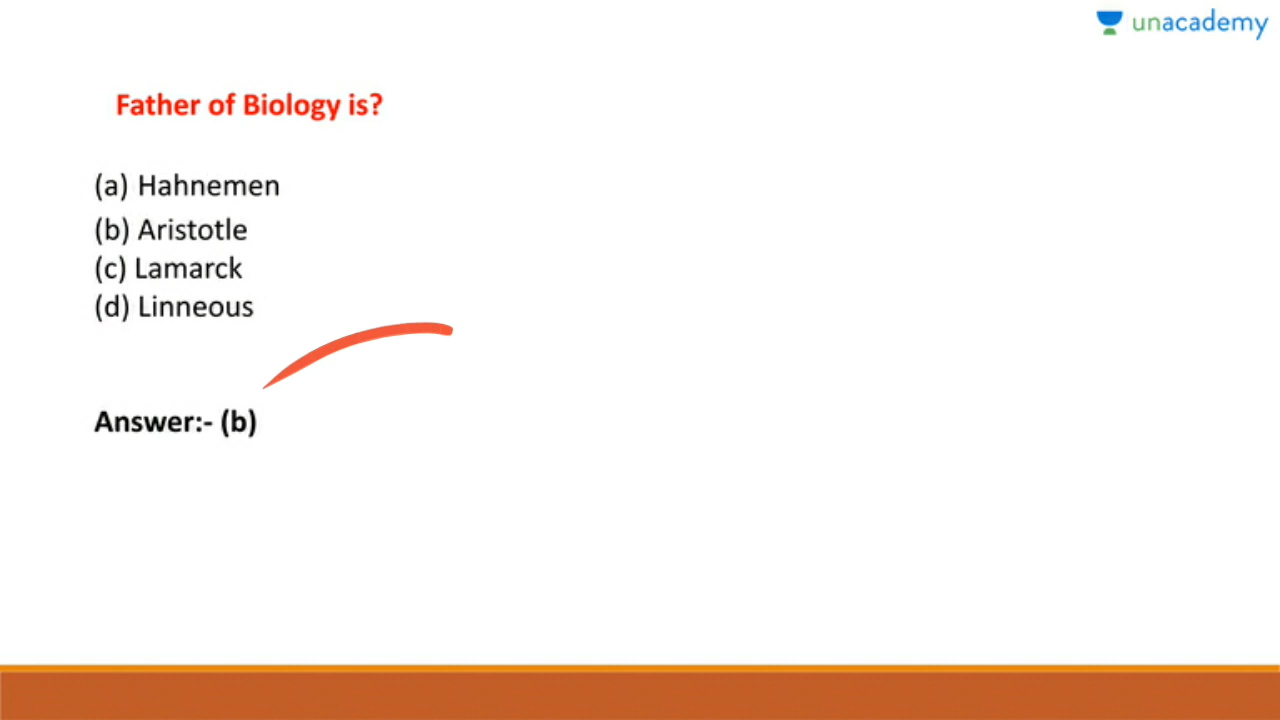 unacademy
Father of Biology is?
(a) Hahnemen
(b) Aristotle
(c) Lamarck
(d) Linneous
Answer:- (b)